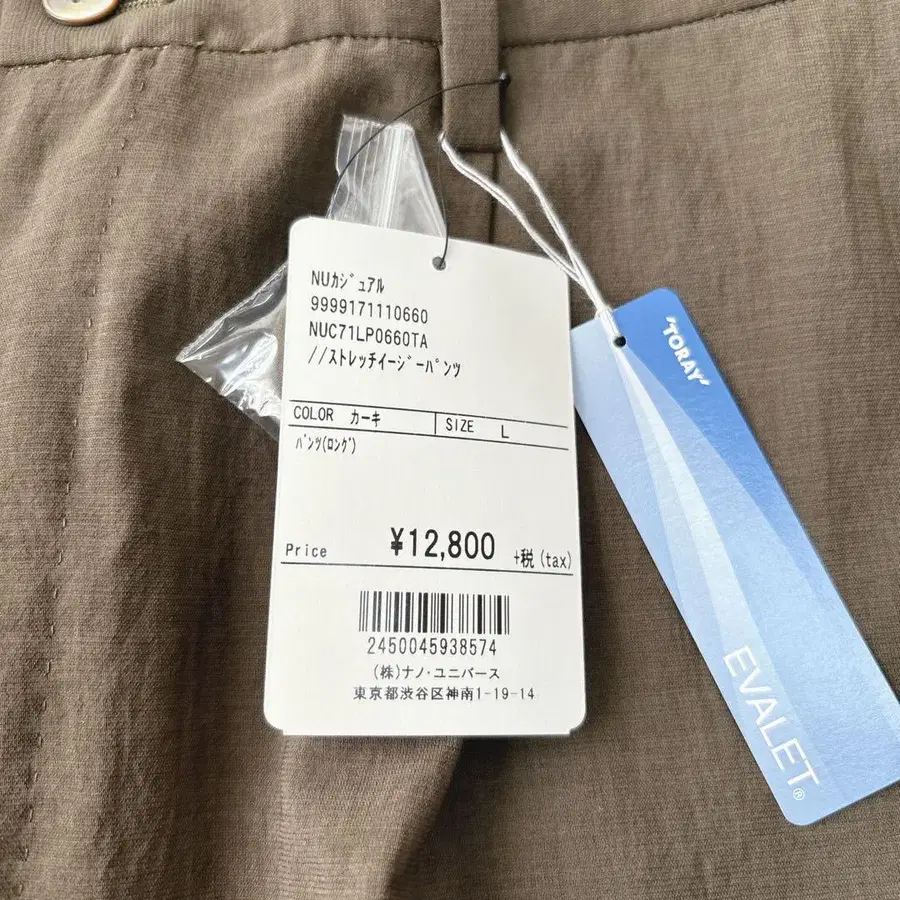 NUカジュアル
9999171110660
NUC71LP0660TA
//ストレッチイージーパンツ
COLOR カーキ SIZE L
パンツ(ロング)
Price ¥12,800 +税(tax)
2450045938574
(株)ナノ・ユニバース
東京都渋谷区神南1-19-14
'TORAY'
EVALET®